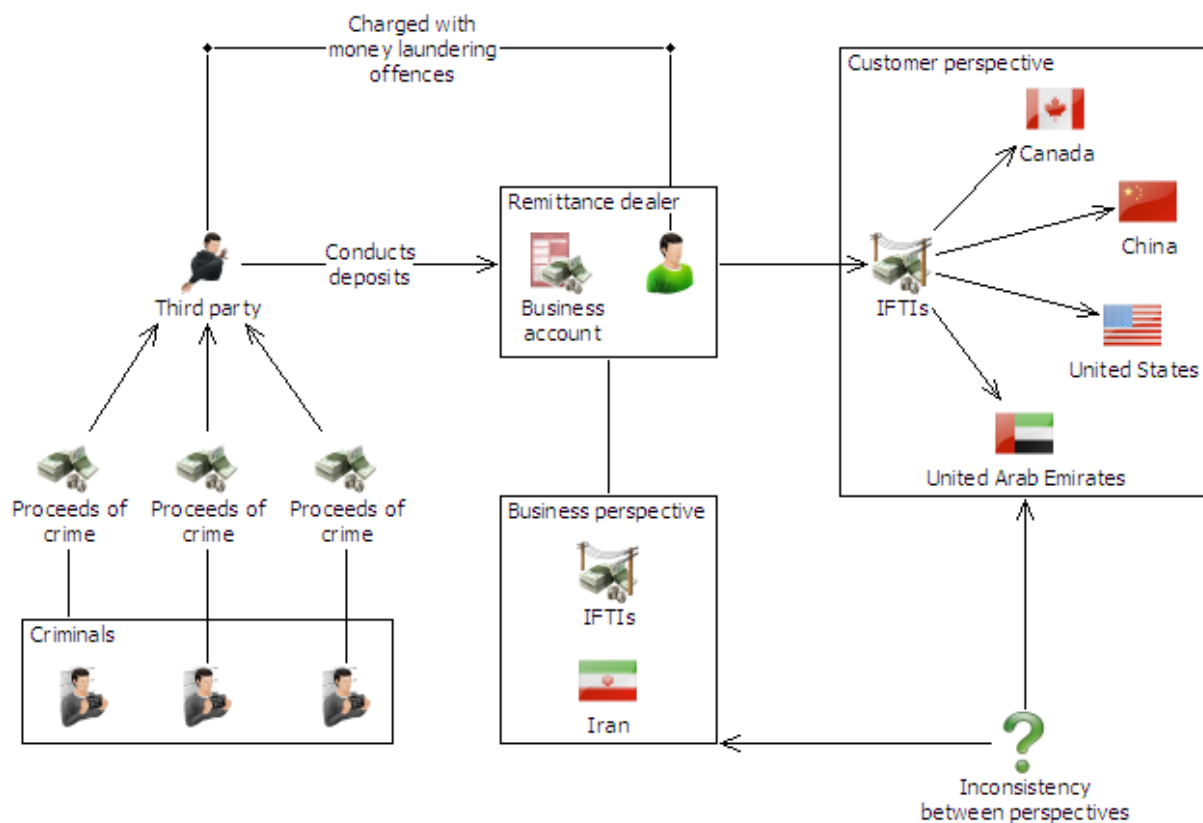 Charged with
money laundering
offences
Customer perspective
Canada
China
IFTIs
United States
United Arab Emirates
Remittance dealer
Business
account
Conducts
deposits
Third party
Proceeds of
crime
Proceeds of
crime
Proceeds of
crime
Criminals
Business perspective
IFTIs
Iran
Inconsistency
between perspectives